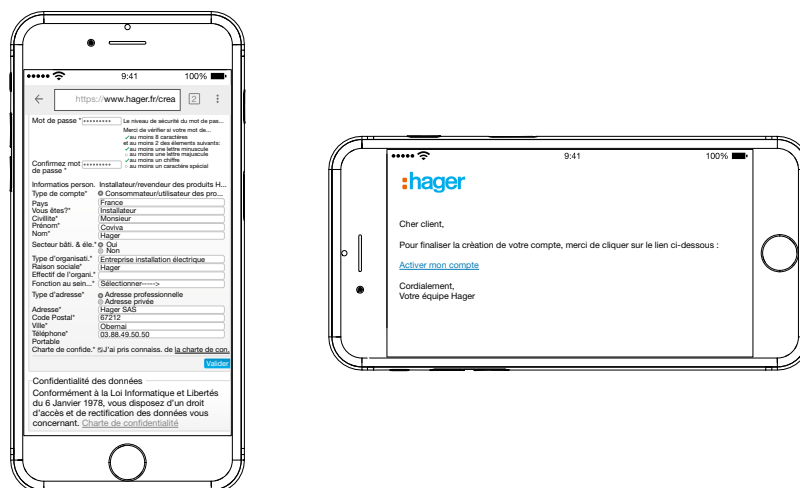 9:41
100%
https://www.hager.fr/crea
2
Mot de passe *
Le niveau de sécurité du mot de pas...
Merci de vérifier si votre mot de...
au moins 8 caractères
et au moins 2 des élements suivants:
au moins une lettre minuscule
au moins une lettre majuscule
au moins un chiffre
au moins un caractère spécial
Confirmez mot
de passe *
Informatios person. Installateur/revendeur des produits H...
Type de compte* Consommateur/utilisateur des pro...
Pays France
Vous êtes?* Installateur
Civillite* Monsieur
Prénom* Coviva
Nom* Hager
Secteur bâti. & éle.* Oui
Non
Type d'organisati.* Entreprise installation électrique
Raison sociale* Hager
Effectif de l'organi.*
Fonction au sein...* Sélectionner----->
Type d'adresse* Adresse professionelle
Adresse privée
Adresse* Hager SAS
Code Postal* 67212
Ville* Obernai
Téléphone* 03.88.49.50.50
Portable
Charte de confide.* J'ai pris connaiss. de la charte de con.
Valider
Confidentialité des données
Conformément à la Loi Informatique et Libertés
du 6 Janvier 1978, vous disposez d'un droit
d'accès et de rectification des données vous
concernant. Charte de confidentialité
9:41
100%
:hager
Cher client,
Pour finaliser la crèation de votre compte, merci de cliquer sur le lien ci-dessous :
Activer mon compte
Cordialement,
Votre équipe Hager